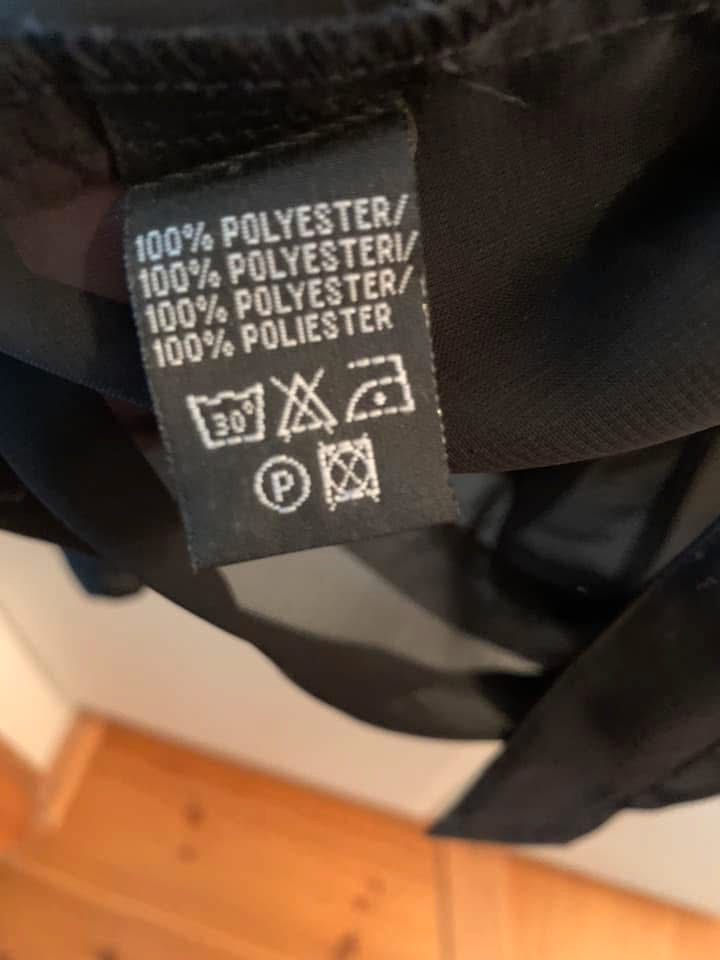 100% POLYESTER/
100% POLYESTERI/
100% POLYESTER/
100% POLIESTER
30°
P